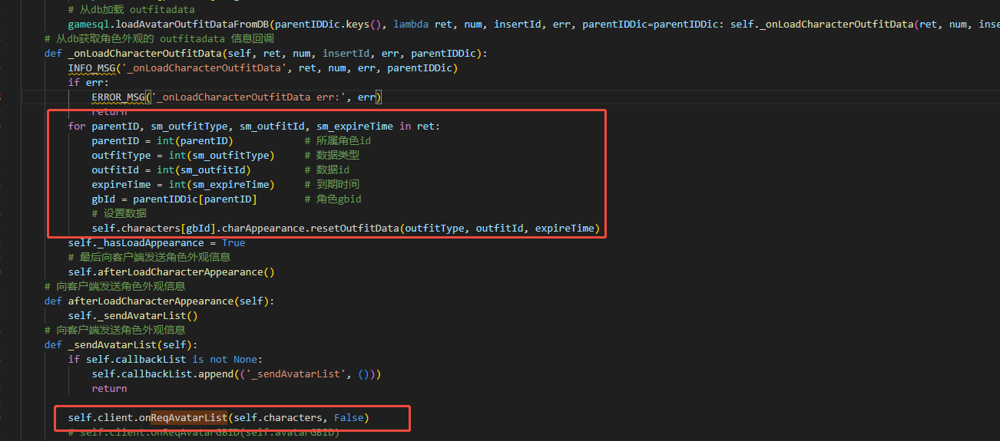 # 从db加载 outfitadata
gamesql.loadAvatarOutfitDataFromDB(parentIDDic.keys(), lambda ret, num, insertId, err, parentIDDic=parentIDDic: self._onLoadCharacterOutfitData(ret, num, inse
# 从db获取角色外观的 outfitadata 信息回调
def _onLoadCharacterOutfitData(self, ret, num, insertId, err, parentIDDic):
INFO_MSG('_onLoadCharacterOutfitData', ret, num, err, parentIDDic)
if err:
ERROR_MSG('_onLoadCharacterOutfitData err:', err)
return
for parentID, sm_outfitType, sm_outfitId, sm_expireTime in ret:
parentID = int(parentID) # 所属角色id
outfitType = int(sm_outfitType) # 数据类型
outfitId = int(sm_outfitId) # 数据id
expireTime = int(sm_expireTime) # 到期时间
gbId = parentIDDic[parentID] # 角色gbid
# 设置数据
self.characters[gbId].charAppearance.resetOutfitData(outfitType, outfitId, expireTime)
self._hasLoadAppearance = True
# 最后向客户端发送角色外观信息
self.afterLoadCharacterAppearance()
# 向客户端发送角色外观信息
def afterLoadCharacterAppearance(self):
self._sendAvatarList()
# 向客户端发送角色外观信息
def _sendAvatarList(self):
if self.callbackList is not None:
self.callbackList.append(('_sendAvatarList', ()))
return
self.client.onReqAvatarList(self.characters, False)
# self.client.onReqAvatarGBID(self.avatarGBID)